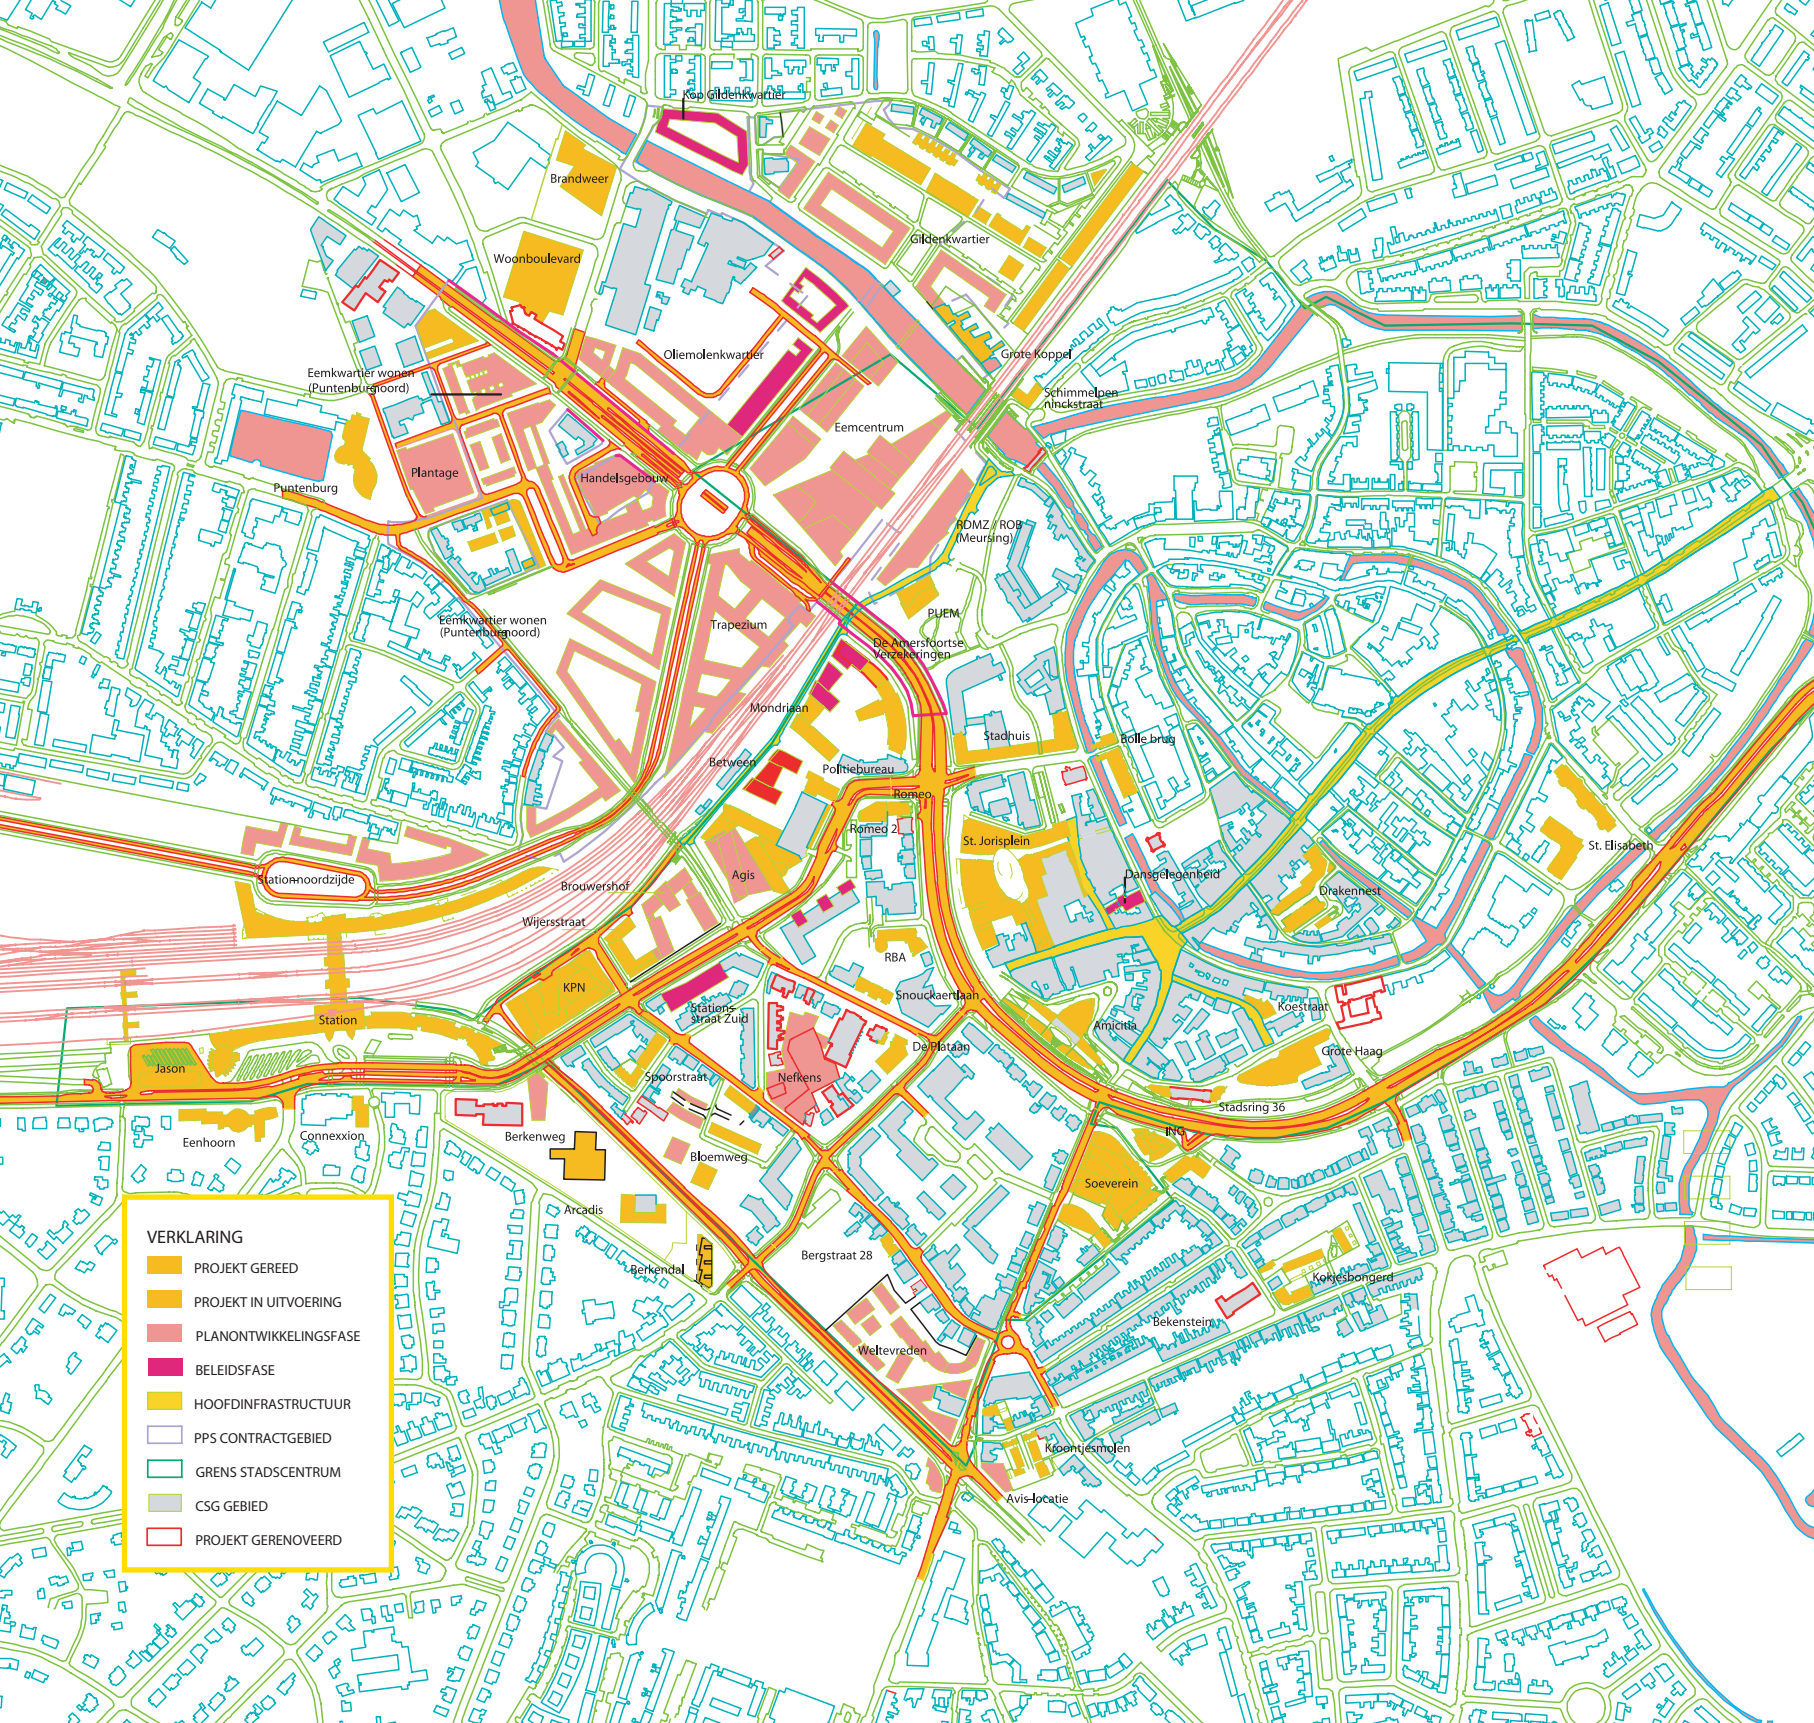 Kop Gildenkwartier
Brandweer
Gildenkwartier
Woonboulevard
Oliemolenkwartier
Grote Koppel
Eemkwartier wonen
(Puntenburgnoord)
Schimmelpen
ninckstraat
Eemcentrum
Plantage
Handelsgebouw
Puntenburg
RDMZ / ROB
(Meursing)
PUEM
Eemkwartier wonen
(Puntenburgnoord)
Trapezium
De Amersfoortse
Verzekeringen
Mondriaan
Stadhuis
Bolle brug
Between
Politiebureau
Romeo
Romeo 2
St. Jorisplein
St. Elisabeth
Stationnoordzijde
Brouwershof
Agis
Dansgelegenheid
Drakennest
Wijersstraat
RBA
KPN
Snouckaertlaan
Stations-
straat Zuid
Koestraat
Station
Amicitia
De Plataan
Grote Haag
Jason
Spoorstraat
Nefkens
Stadsring 36
Eenhoorn
Connexxion
Berkenweg
Bloemweg
ING
Soeverein
Arcadis
Bergstraat 28
Berkendal
Kokjesbongerd
Bekenstein
Weltevreden
Kroontjesmolen
Avis-locatie
VERKLARING
PROJEKT GEREED
PROJEKT IN UITVOERING
PLANONTWIKKELINGSFASE
BELEIDSFASE
HOOFDINFRASTRUCTUUR
PPS CONTRACTGEBIED
GRENS STADSCENTRUM
CSG GEBIED
PROJEKT GERENOVEERD